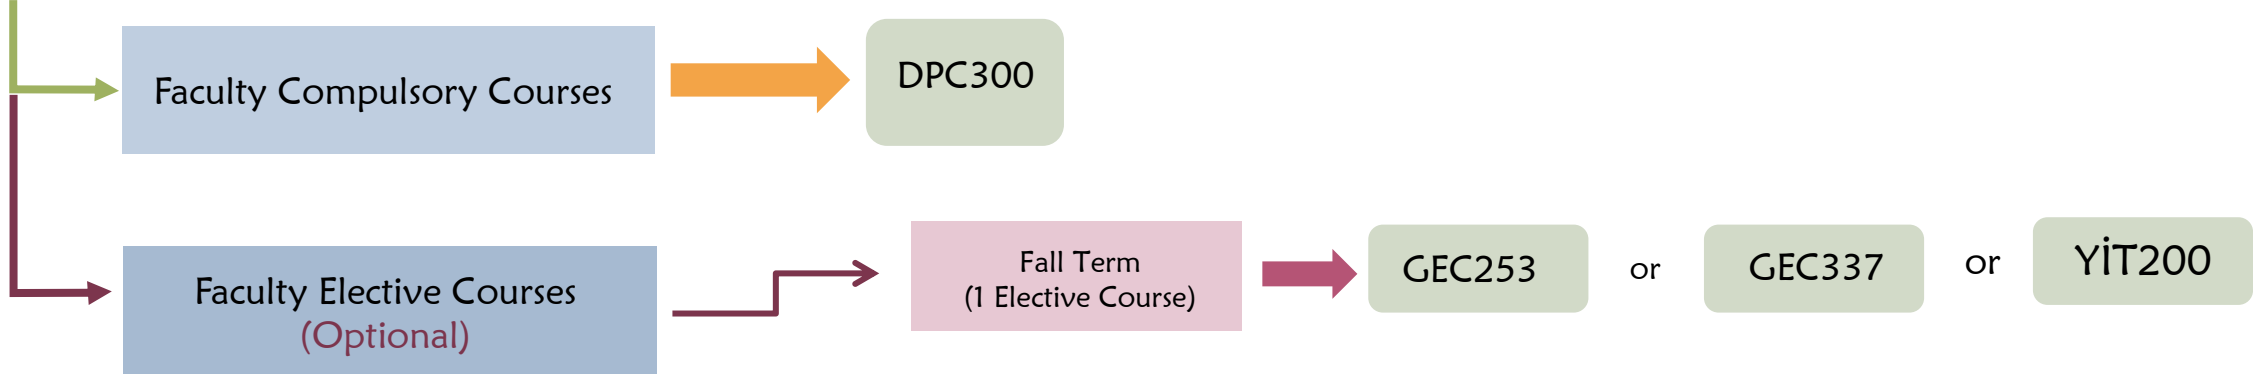 Faculty Compulsory Courses
DPC300
Faculty Elective Courses
(Optional)
Fall Term
(1 Elective Course)
GEC253
or
GEC337
or
YİT200